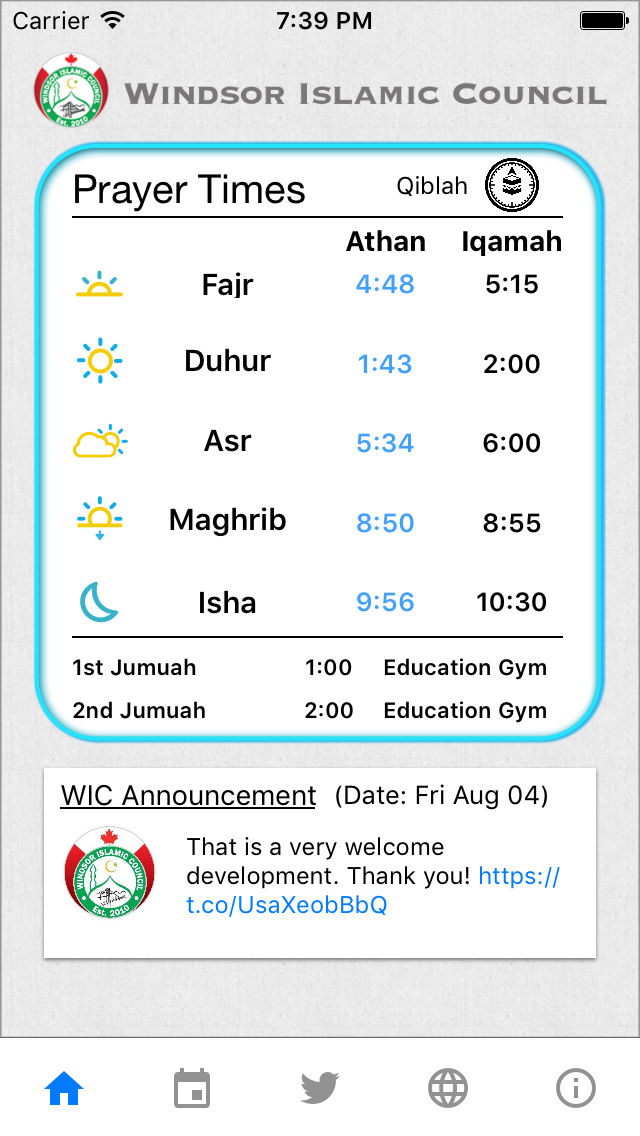 Carrier 7:39 PM
WINDSOR ISLAMIC COUNCIL
WINDSOR ISLAMIC COUNCIL
Est. 2010
Prayer Times Qiblah
Athan Iqamah
Fajr 4:48 5:15
Duhur 1:43 2:00
Asr 5:34 6:00
Maghrib 8:50 8:55
Isha 9:56 10:30
1st Jumuah 1:00 Education Gym
2nd Jumuah 2:00 Education Gym
WIC Announcement (Date: Fri Aug 04)
WINDSOR ISLAMIC COUNCIL
Est. 2010
That is a very welcome
development. Thank you! https://
t.co/UsaXeobBbQ